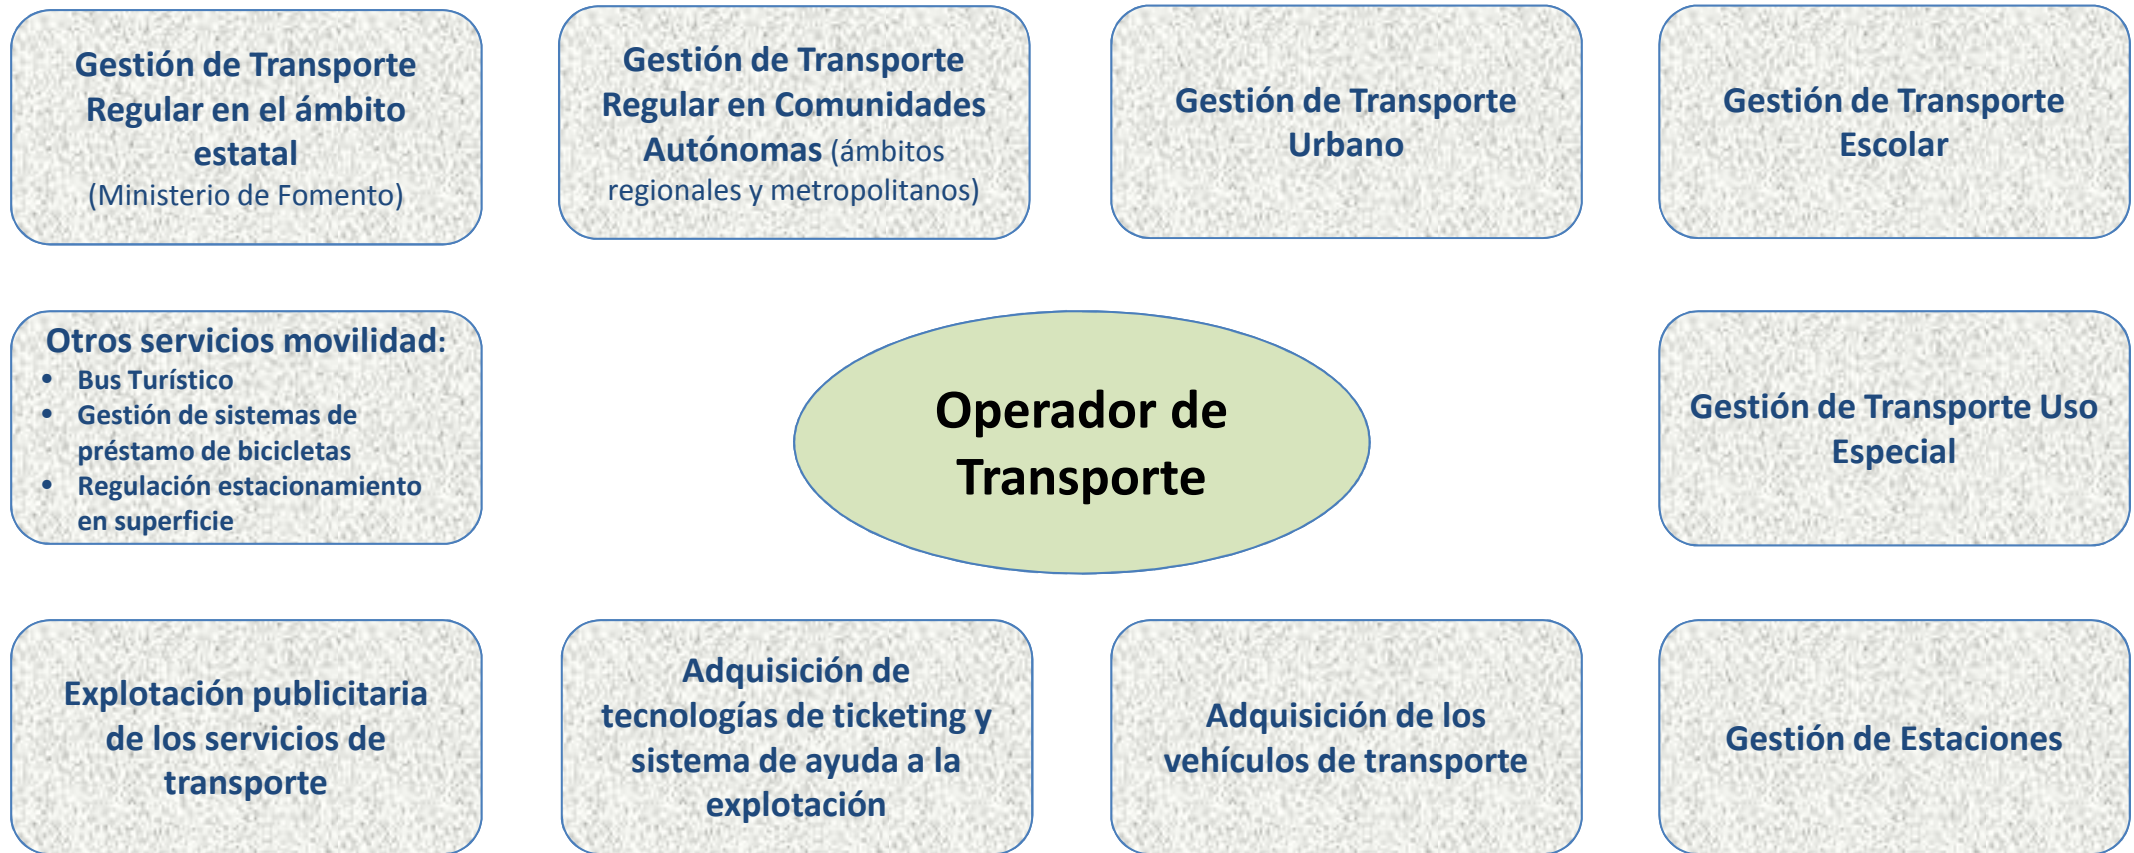 Gestión de Transporte
Regular en el ámbito
estatal
(Ministerio de Fomento)
Gestión de Transporte
Regular en Comunidades
Autónomas (ámbitos
regionales y metropolitanos)
Gestión de Transporte
Urbano
Gestión de Transporte
Escolar
Otros servicios movilidad:
• Bus Turístico
• Gestión de sistemas de
préstamo de bicicletas
• Regulación estacionamiento
en superficie
Operador de
Transporte
Gestión de Transporte Uso
Especial
Explotación publicitaria
de los servicios de
transporte
Adquisición de
tecnologías de ticketing y
sistema de ayuda a la
explotación
Adquisición de los
vehículos de transporte
Gestión de Estaciones